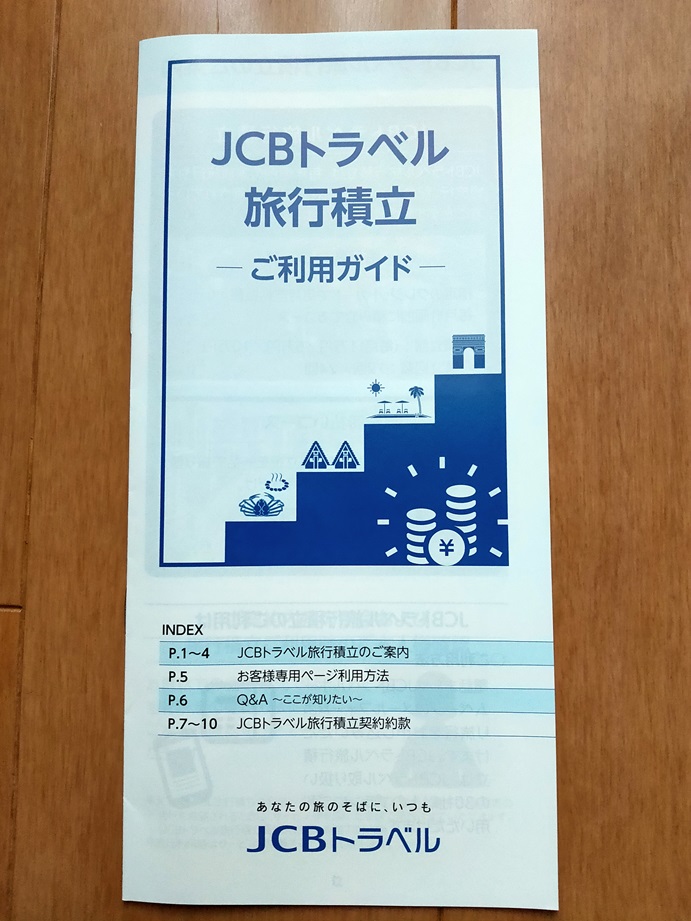 JCBトラベル
旅行積立
― ご利用ガイド ―
¥
INDEX
P.1〜4 JCBトラベル旅行積立のご案内
P.5 お客様専用ページ利用方法
P.6 Q&A 〜ここが知りたい〜
P.7〜10 JCBトラベル旅行積立契約約款
あなたの旅のそばに、いつも
JCBトラベル